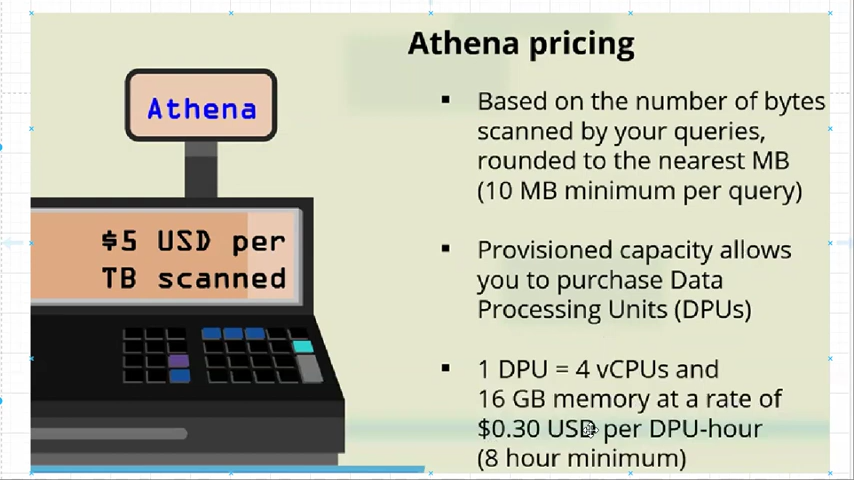 Athena pricing
Athena
$5 USD per
TB scanned
▪ Based on the number of bytes
scanned by your queries,
rounded to the nearest MB
(10 MB minimum per query)
▪ Provisioned capacity allows
you to purchase Data
Processing Units (DPUs)
▪ 1 DPU = 4 vCPUs and
16 GB memory at a rate of
$0.30 USD per DPU-hour
(8 hour minimum)